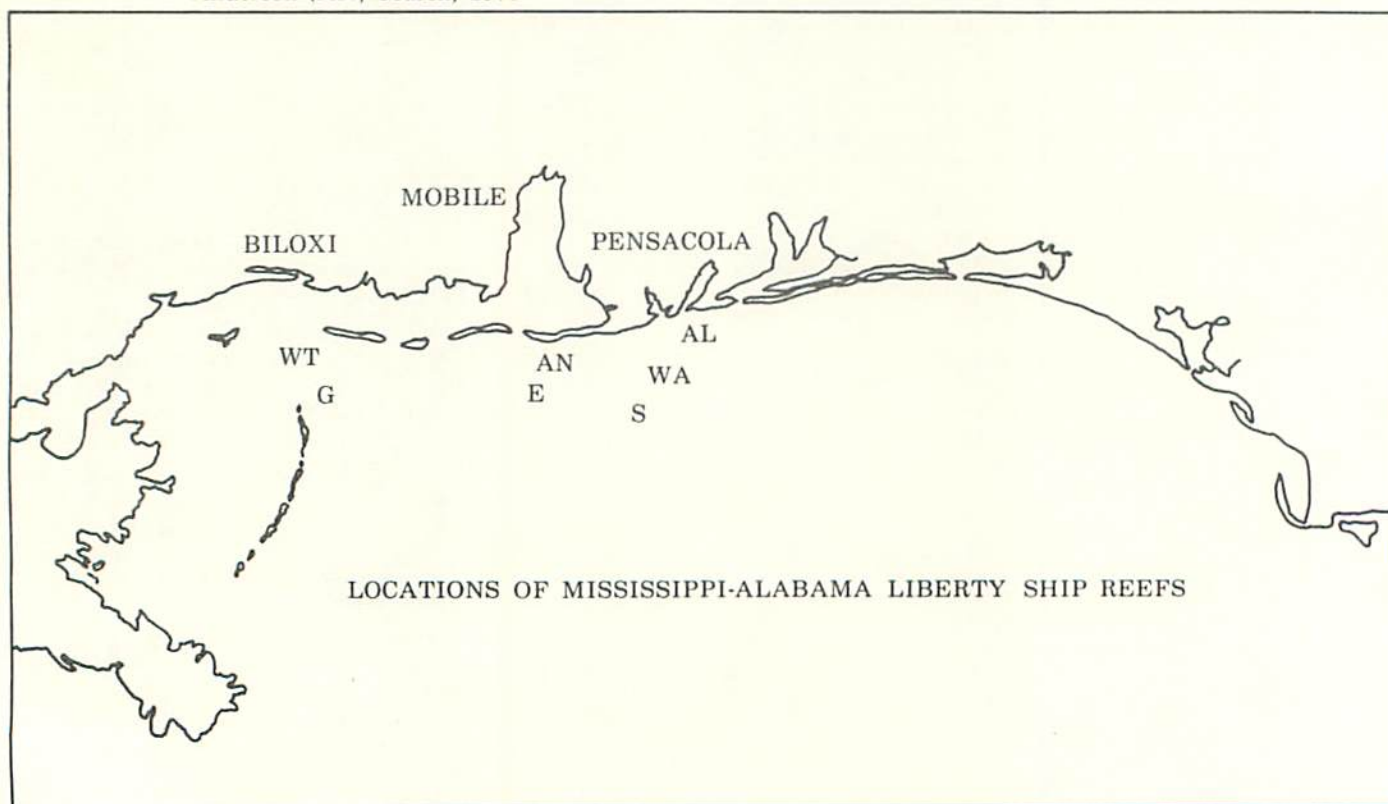 MOBILE
BILOXI
PENSACOLA
WT
AL
AN
WA
G
E
S
LOCATIONS OF MISSISSIPPI-ALABAMA LIBERTY SHIP REEFS